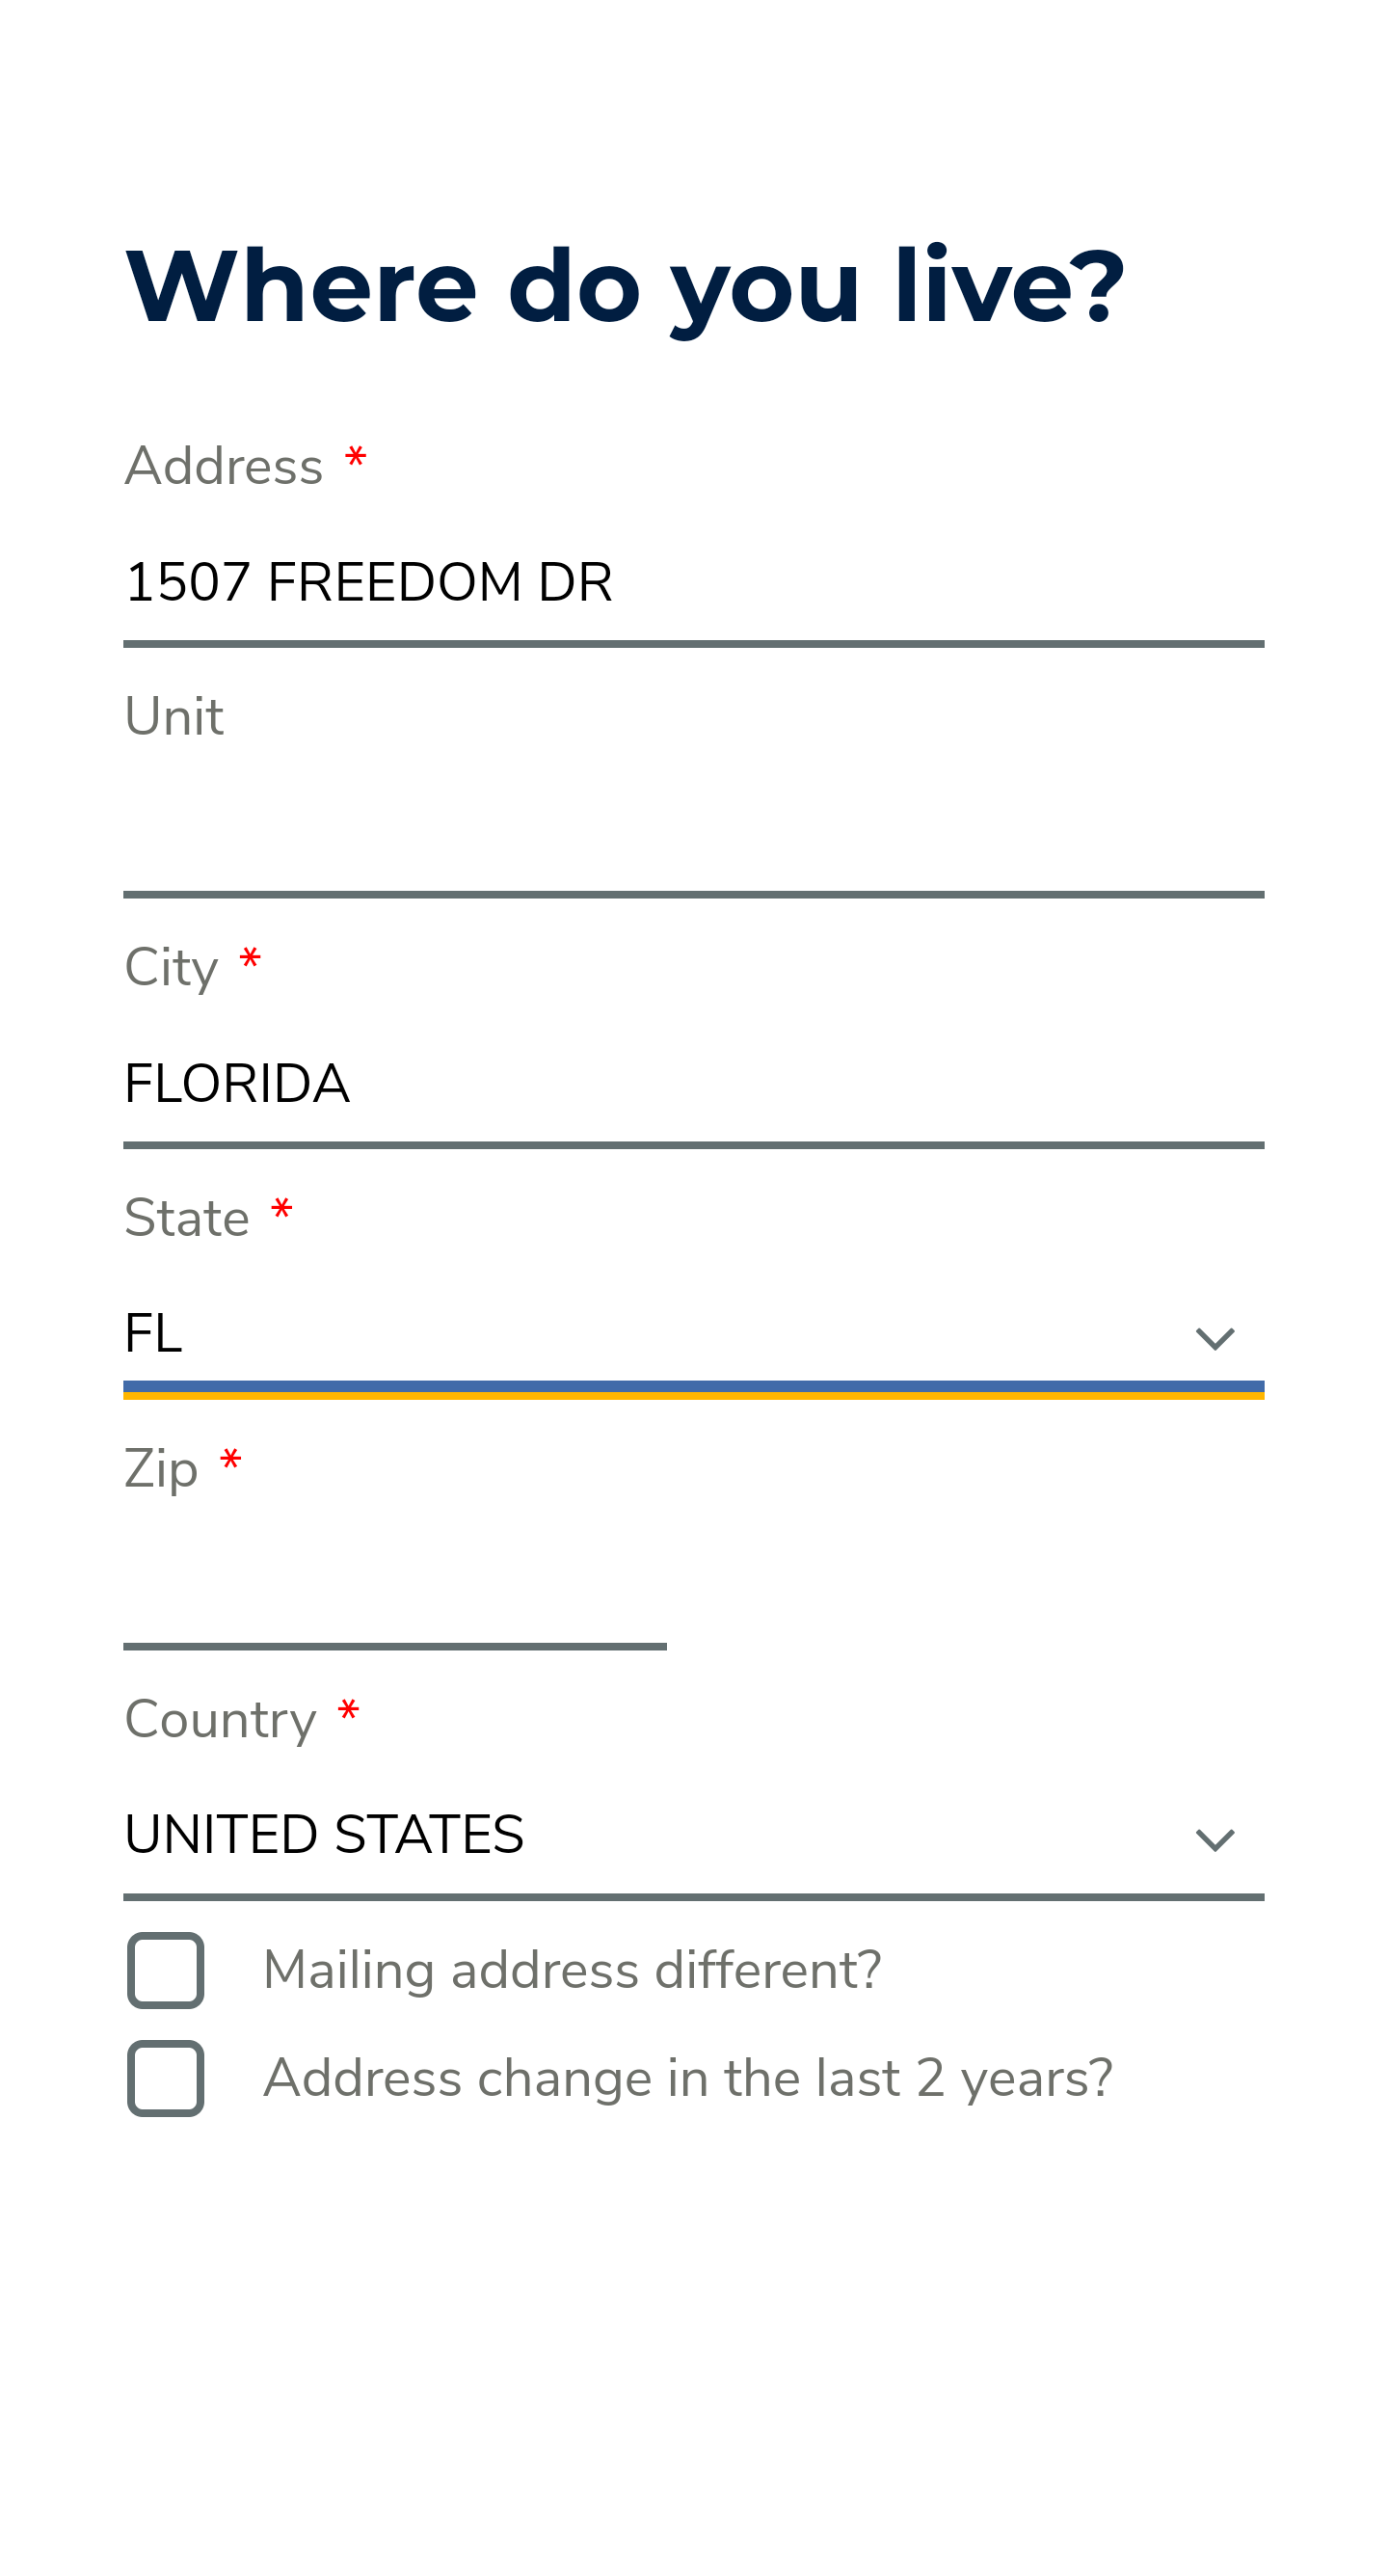 Where do you live?
Address *
1507 FREEDOM DR
Unit
City *
FLORIDA
State *
FL
Zip *
Country *
UNITED STATES
Mailing address different?
Address change in the last 2 years?